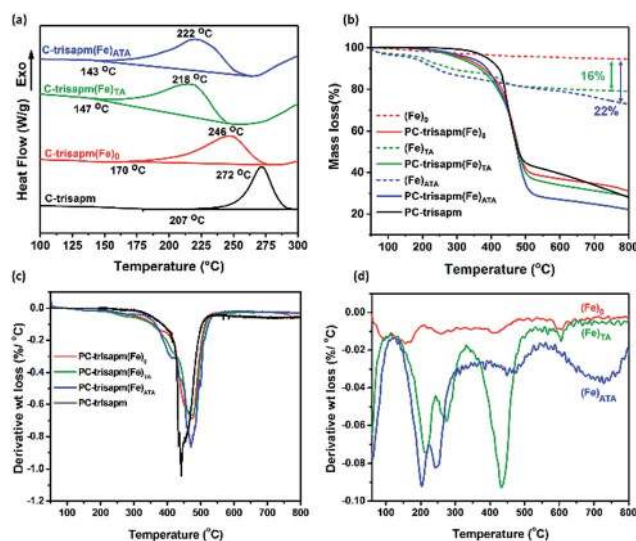 (a)
Heat Flow (W/g)
Exo
C-trisapm(Fe)ATA
222 °C
143 °C
C-trisapm(Fe)TA
218 °C
147 °C
C-trisapm(Fe)0
246 °C
170 °C
C-trisapm
272 °C
207 °C
100 125 150 175 200 225 250 275 300
Temperature (°C)
(b)
Mass loss(%)
100
80
60
40
20
16%
22%
(Fe)0
PC-trisapm(Fe)0
(Fe)TA
PC-trisapm(Fe)TA
(Fe)ATA
PC-trisapm(Fe)ATA
PC-trisapm
100 200 300 400 500 600 700 800
Temperature (°C)
(c)
Derivative wt loss (%/ °C)
0.0
-0.2
-0.4
-0.6
-0.8
-1.0
-1.2
PC-trisapm(Fe)0
PC-trisapm(Fe)TA
PC-trisapm(Fe)ATA
PC-trisapm
100 200 300 400 500 600 700 800
Temperature (°C)
(d)
Derivative wt loss (%/ °C)
0.00
-0.02
-0.04
-0.06
-0.08
-0.10
(Fe)0
(Fe)TA
(Fe)ATA
100 200 300 400 500 600 700 800
Temperature (°C)